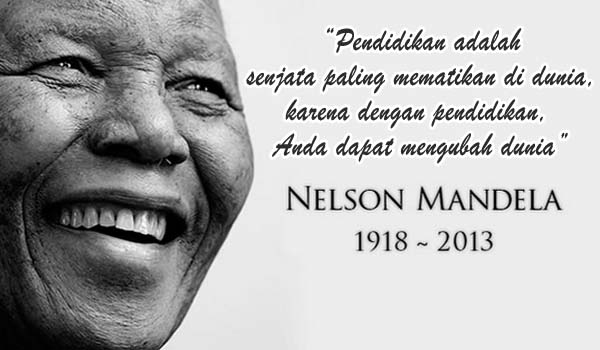 “Pendidikan adalah
senjata paling mematikan di dunia,
karena dengan pendidikan,
Anda dapat mengubah dunia”
NELSON MANDELA
1918 ~ 2013